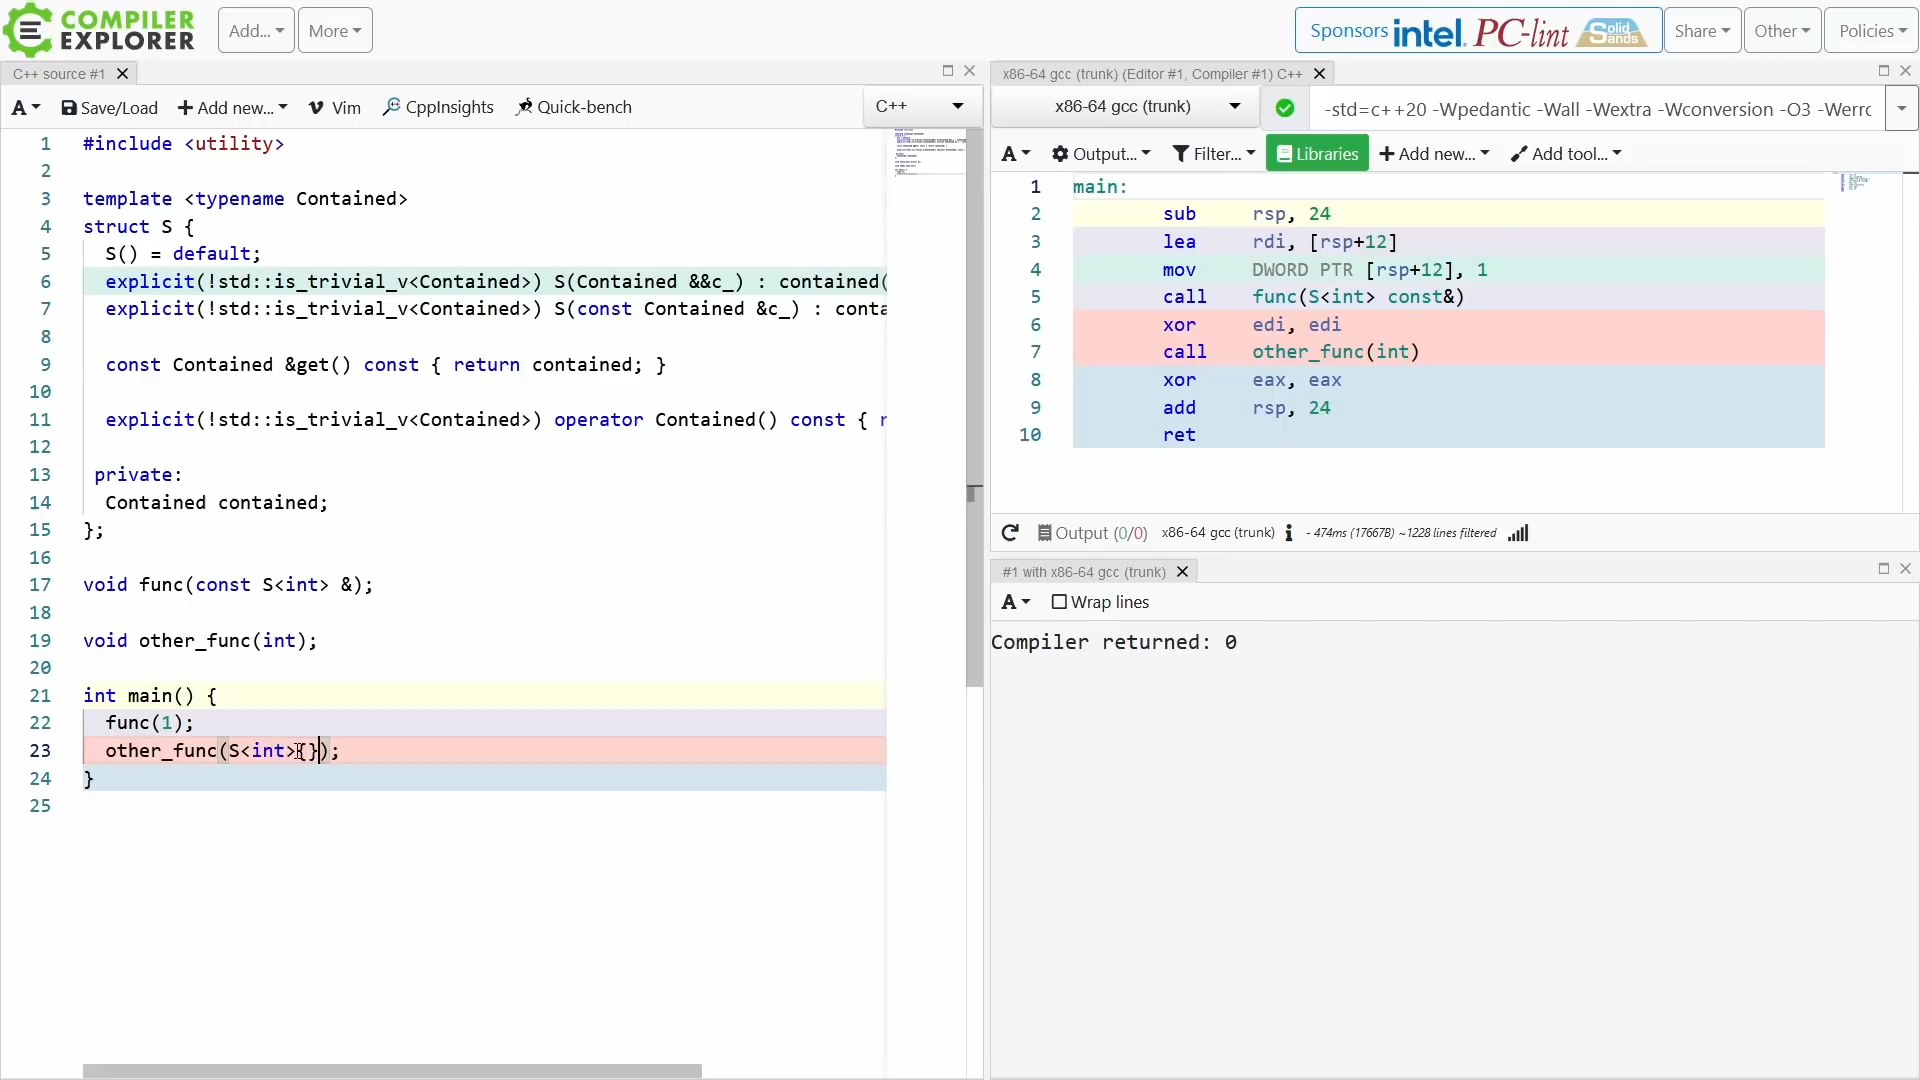 COMPILER
EXPLORER
Add...
More
Sponsors intel. PC-lint Solid Sands
Share
Other
Policies
C++ source #1
A
Save/Load
Add new...
Vim
CppInsights
Quick-bench
C++
1 #include <utility>
2
3 template <typename Contained>
4 struct S {
5 S() = default;
6 explicit(!std::is_trivial_v<Contained>) S(Contained &&c_) : contained(
7 explicit(!std::is_trivial_v<Contained>) S(const Contained &c_) : conta
8
9 const Contained &get() const { return contained; }
10
11 explicit(!std::is_trivial_v<Contained>) operator Contained() const { r
12
13 private:
14 Contained contained;
15 };
16
17 void func(const S<int> &);
18
19 void other_func(int);
20
21 int main() {
22 func(1);
23 other_func(S<int>{});
24 }
25
x86-64 gcc (trunk) (Editor #1, Compiler #1) C++
x86-64 gcc (trunk)
-std=c++20 -Wpedantic -Wall -Wextra -Wconversion -O3 -Werro
A
Output...
Filter...
Libraries
Add new...
Add tool...
1 main:
2 sub rsp, 24
3 lea rdi, [rsp+12]
4 mov DWORD PTR [rsp+12], 1
5 call func(S<int> const&)
6 xor edi, edi
7 call other_func(int)
8 xor eax, eax
9 add rsp, 24
10 ret
Output (0/0) x86-64 gcc (trunk) i - 474ms (17667B) ~1228 lines filtered
#1 with x86-64 gcc (trunk)
A
Wrap lines
Compiler returned: 0